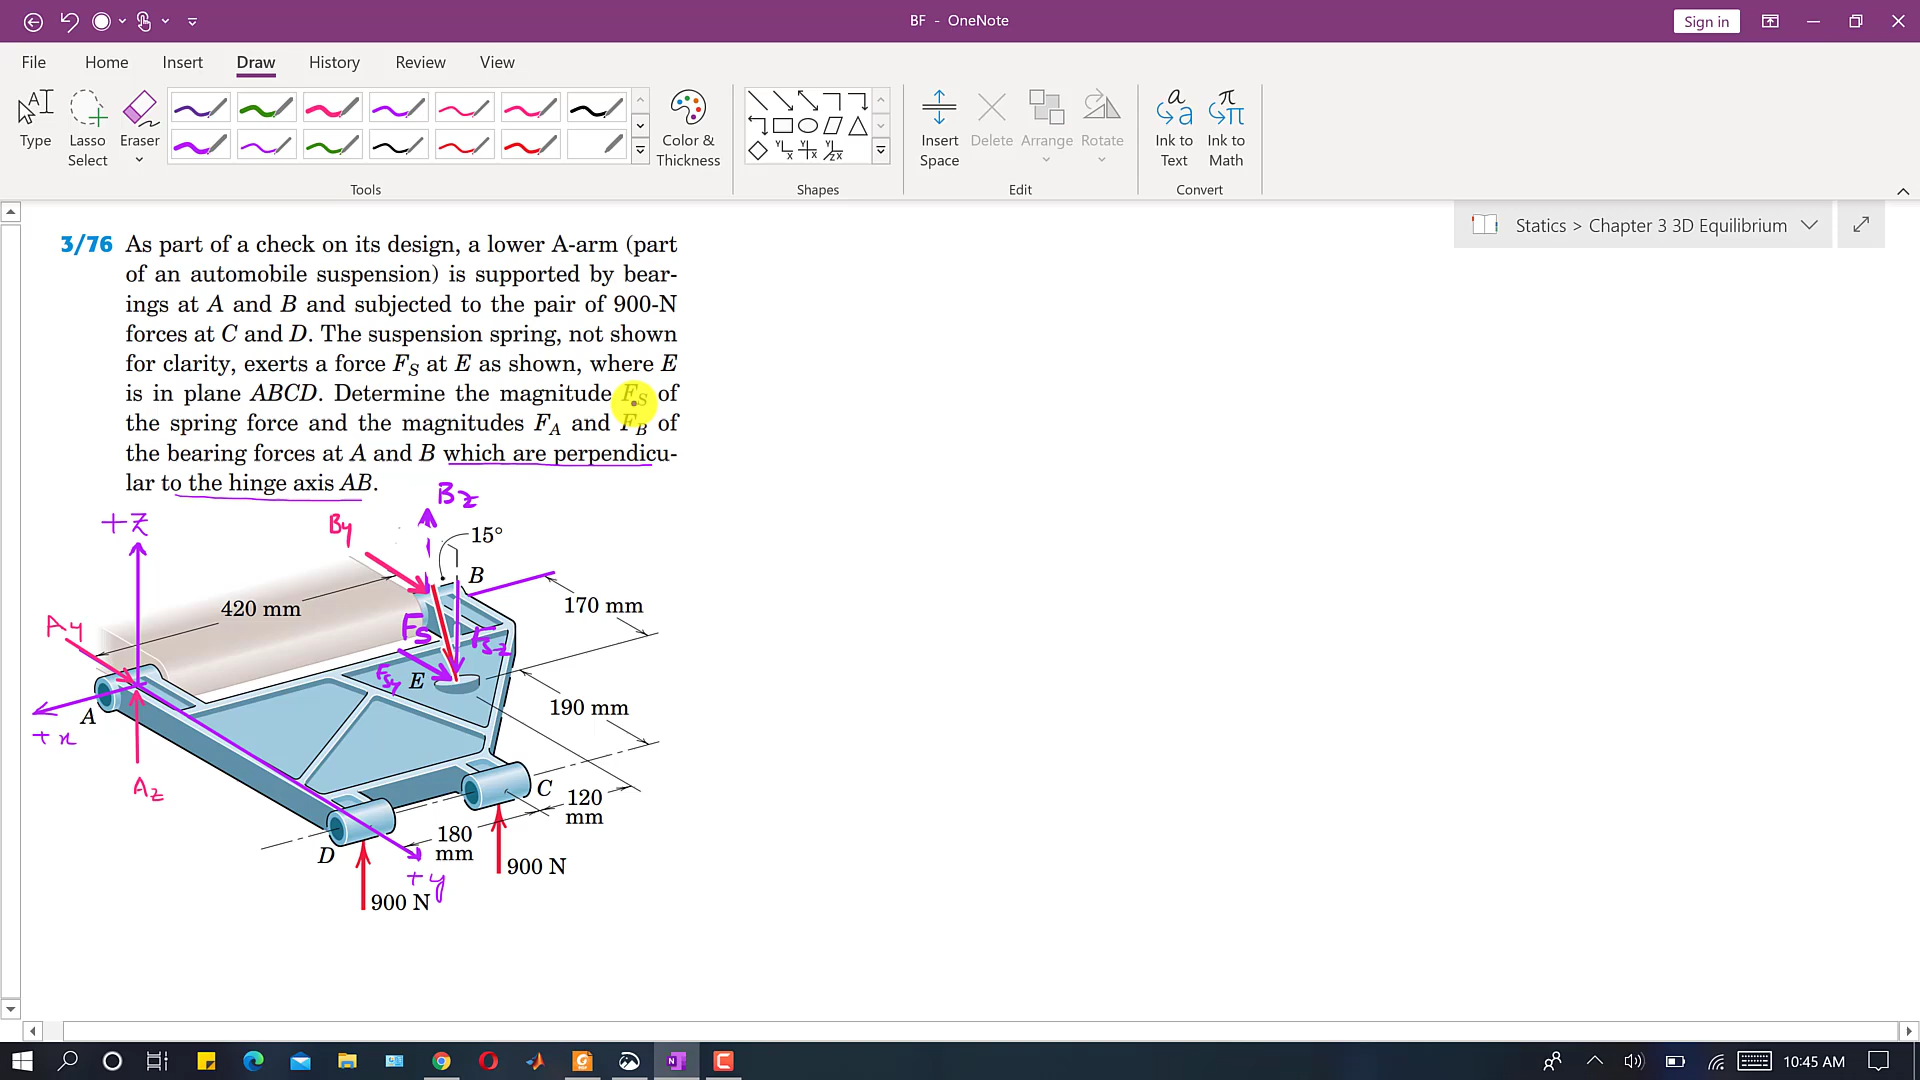 BF - OneNote
Sign in
File Home Insert Draw History Review View
Type
Lasso Select
Eraser
Color & Thickness
Insert Space
Delete
Arrange
Rotate
Ink to Text
Ink to Math
Tools
Shapes
Edit
Convert
Statics > Chapter 3 3D Equilibrium
3/76 As part of a check on its design, a lower A-arm (part
of an automobile suspension) is supported by bear-
ings at A and B and subjected to the pair of 900-N
forces at C and D. The suspension spring, not shown
for clarity, exerts a force FS at E as shown, where E
is in plane ABCD. Determine the magnitude FS of
the spring force and the magnitudes FA and FB of
the bearing forces at A and B which are perpendicu-
lar to the hinge axis AB.
Bz
+z
By
15°
B
420 mm
170 mm
Ay
Fs
Fsz
Fsy
E
190 mm
A
+x
Az
C
120 mm
180 mm
D
900 N
+y
900 N
10:45 AM